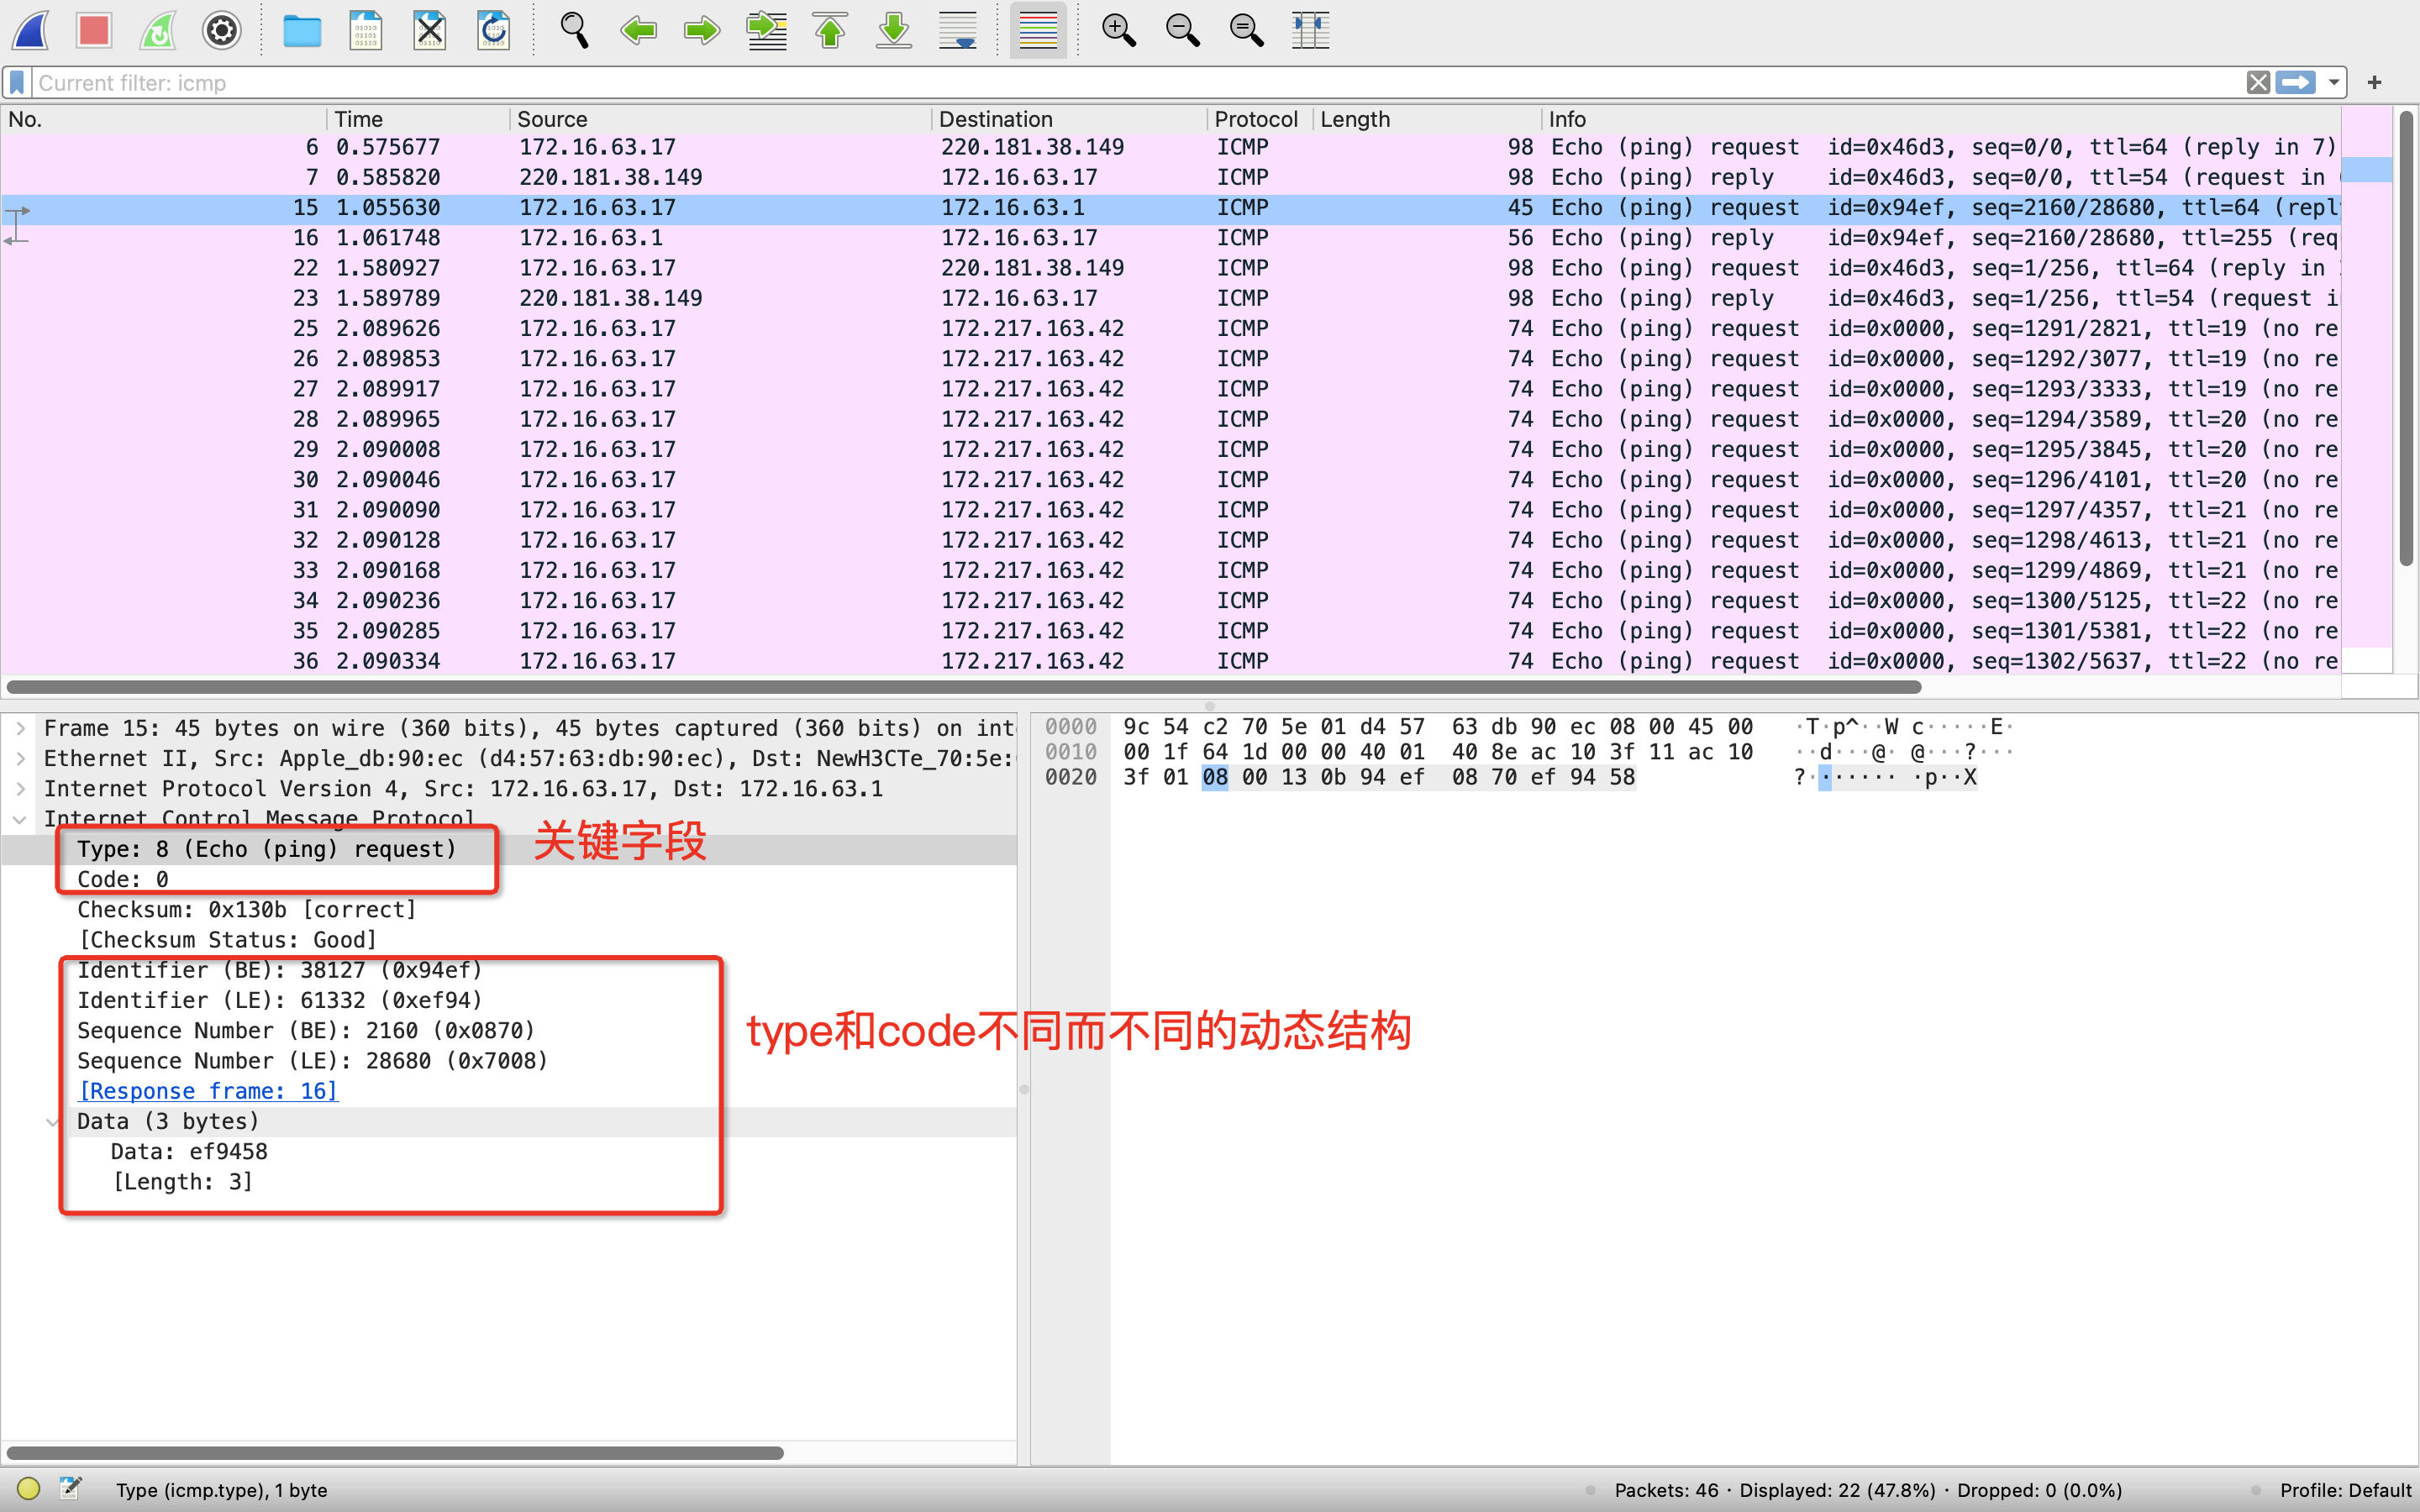 Current filter: icmp
No. Time Source Destination Protocol Length Info
6 0.575677 172.16.63.17 220.181.38.149 ICMP 98 Echo (ping) request id=0x46d3, seq=0/0, ttl=64 (reply in 7)
7 0.585820 220.181.38.149 172.16.63.17 ICMP 98 Echo (ping) reply id=0x46d3, seq=0/0, ttl=54 (request in
15 1.055630 172.16.63.17 172.16.63.1 ICMP 45 Echo (ping) request id=0x94ef, seq=2160/28680, ttl=64 (repl
16 1.061748 172.16.63.1 172.16.63.17 ICMP 56 Echo (ping) reply id=0x94ef, seq=2160/28680, ttl=255 (req
22 1.580927 172.16.63.17 220.181.38.149 ICMP 98 Echo (ping) request id=0x46d3, seq=1/256, ttl=64 (reply in
23 1.589789 220.181.38.149 172.16.63.17 ICMP 98 Echo (ping) reply id=0x46d3, seq=1/256, ttl=54 (request i
25 2.089626 172.16.63.17 172.217.163.42 ICMP 74 Echo (ping) request id=0x0000, seq=1291/2821, ttl=19 (no re
26 2.089853 172.16.63.17 172.217.163.42 ICMP 74 Echo (ping) request id=0x0000, seq=1292/3077, ttl=19 (no re
27 2.089917 172.16.63.17 172.217.163.42 ICMP 74 Echo (ping) request id=0x0000, seq=1293/3333, ttl=19 (no re
28 2.089965 172.16.63.17 172.217.163.42 ICMP 74 Echo (ping) request id=0x0000, seq=1294/3589, ttl=20 (no re
29 2.090008 172.16.63.17 172.217.163.42 ICMP 74 Echo (ping) request id=0x0000, seq=1295/3845, ttl=20 (no re
30 2.090046 172.16.63.17 172.217.163.42 ICMP 74 Echo (ping) request id=0x0000, seq=1296/4101, ttl=20 (no re
31 2.090090 172.16.63.17 172.217.163.42 ICMP 74 Echo (ping) request id=0x0000, seq=1297/4357, ttl=21 (no re
32 2.090128 172.16.63.17 172.217.163.42 ICMP 74 Echo (ping) request id=0x0000, seq=1298/4613, ttl=21 (no re
33 2.090168 172.16.63.17 172.217.163.42 ICMP 74 Echo (ping) request id=0x0000, seq=1299/4869, ttl=21 (no re
34 2.090236 172.16.63.17 172.217.163.42 ICMP 74 Echo (ping) request id=0x0000, seq=1300/5125, ttl=22 (no re
35 2.090285 172.16.63.17 172.217.163.42 ICMP 74 Echo (ping) request id=0x0000, seq=1301/5381, ttl=22 (no re
36 2.090334 172.16.63.17 172.217.163.42 ICMP 74 Echo (ping) request id=0x0000, seq=1302/5637, ttl=22 (no re
Frame 15: 45 bytes on wire (360 bits), 45 bytes captured (360 bits) on int
Ethernet II, Src: Apple_db:90:ec (d4:57:63:db:90:ec), Dst: NewH3CTe_70:5e:
Internet Protocol Version 4, Src: 172.16.63.17, Dst: 172.16.63.1
Internet Control Message Protocol
Type: 8 (Echo (ping) request)
关键字段
Code: 0
Checksum: 0x130b [correct]
[Checksum Status: Good]
Identifier (BE): 38127 (0x94ef)
Identifier (LE): 61332 (0xef94)
Sequence Number (BE): 2160 (0x0870)
type和code不同而不同的动态结构
Sequence Number (LE): 28680 (0x7008)
[Response frame: 16]
Data (3 bytes)
Data: ef9458
[Length: 3]
0000 9c 54 c2 70 5e 01 d4 57 63 db 90 ec 08 00 45 00 ·T·p^··W c·····E·
0010 00 1f 64 1d 00 00 40 01 40 8e ac 10 3f 11 ac 10 ··d···@· @···?···
0020 3f 01 08 00 13 0b 94 ef 08 70 ef 94 58 ?······· ·p··X
Type (icmp.type), 1 byte
Packets: 46 · Displayed: 22 (47.8%) · Dropped: 0 (0.0%)
Profile: Default